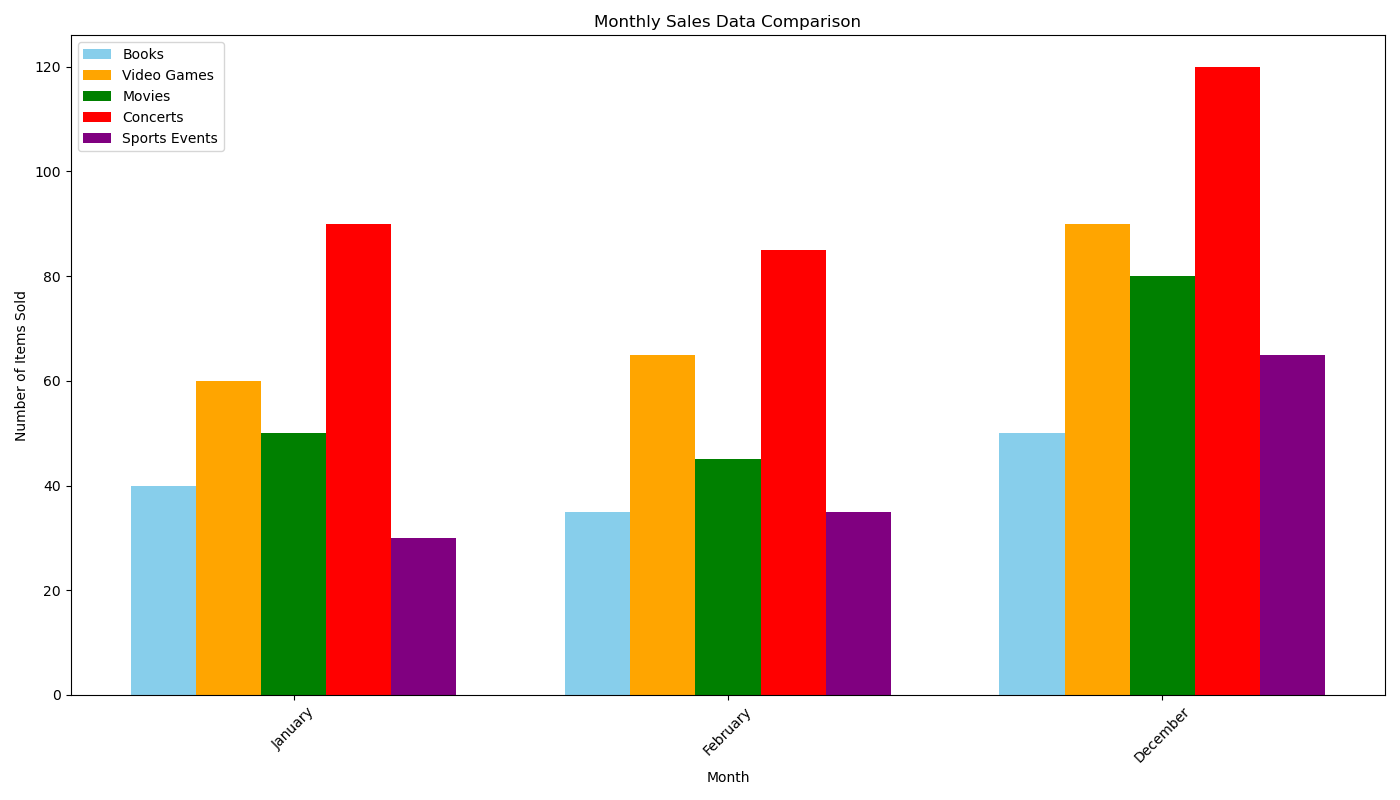 Monthly Sales Data Comparison
Books
Video Games
Movies
Concerts
Sports Events
120
100
80
60
40
20
0
Number of Items Sold
January
February
December
Month